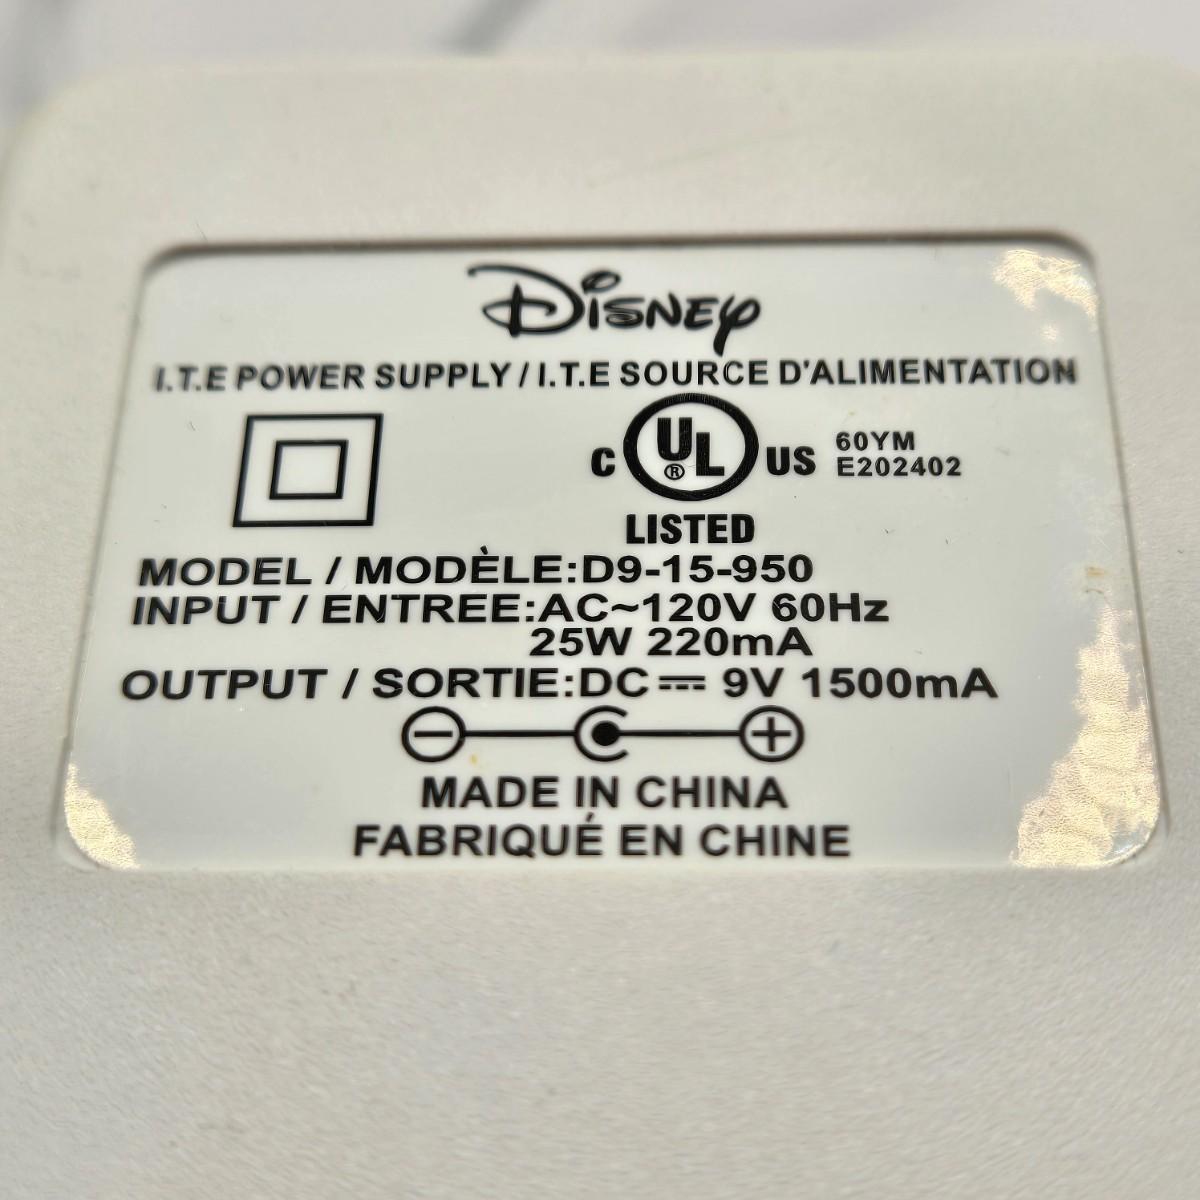 DISNEY
I.T.E POWER SUPPLY / I.T.E SOURCE D'ALIMENTATION
C UL ® US 60YM
E202402
LISTED
MODEL / MODÈLE:D9-15-950
INPUT / ENTREE:AC~120V 60Hz
25W 220mA
OUTPUT / SORTIE:DC⎓ 9V 1500mA
MADE IN CHINA
FABRIQUÉ EN CHINE